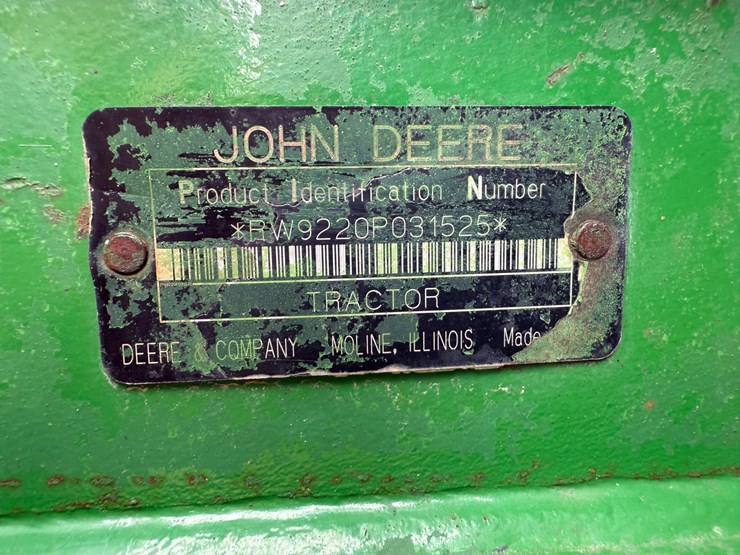 JOHN DEERE
Product Identification Number
*RW9220P031525*
TRACTOR
DEERE & COMPANY MOLINE, ILLINOIS Made